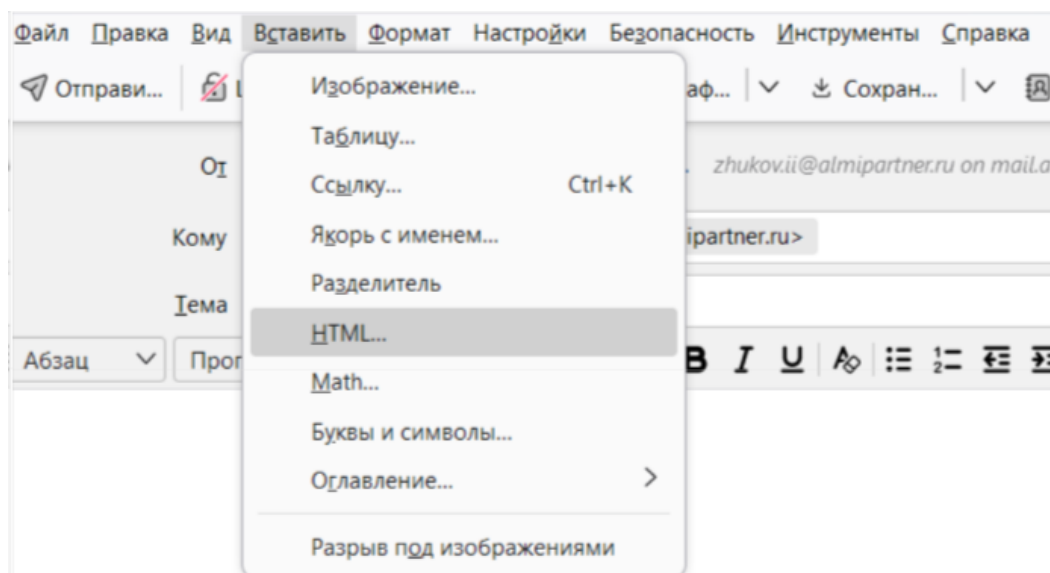 Файл Правка Вид Вставить Формат Настройки Безопасность Инструменты Справка
Отправи... аф... Сохран...
Изображение...
Таблицу...
От zhukov.ii@almipartner.ru on mail.a
Ссылку... Ctrl+K
Кому ipartner.ru>
Якорь с именем...
Разделитель
Тема
HTML...
Абзац Прог B I U
Math...
Буквы и символы...
Оглавление...
Разрыв под изображениями